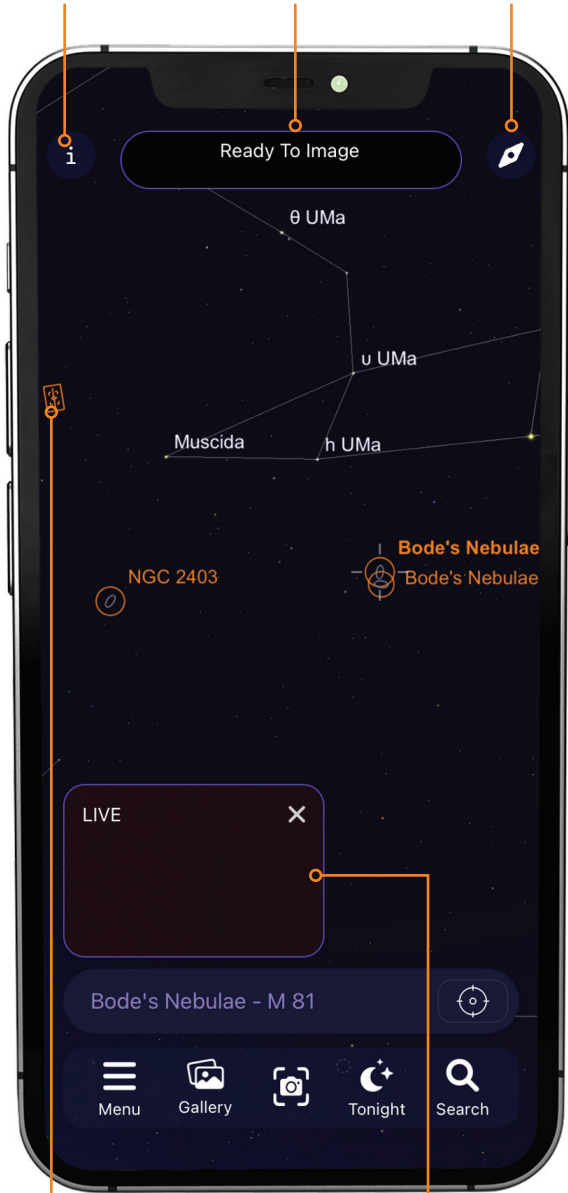 i
Ready To Image
θ UMa
υ UMa
Muscida
h UMa
Bode's Nebulae
NGC 2403
Bode's Nebulae
LIVE
Bode's Nebulae - M 81
Menu
Gallery
Tonight
Search